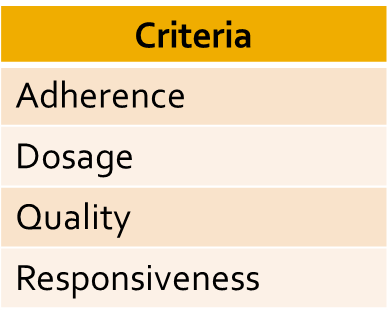 Criteria
Adherence
Dosage
Quality
Responsiveness